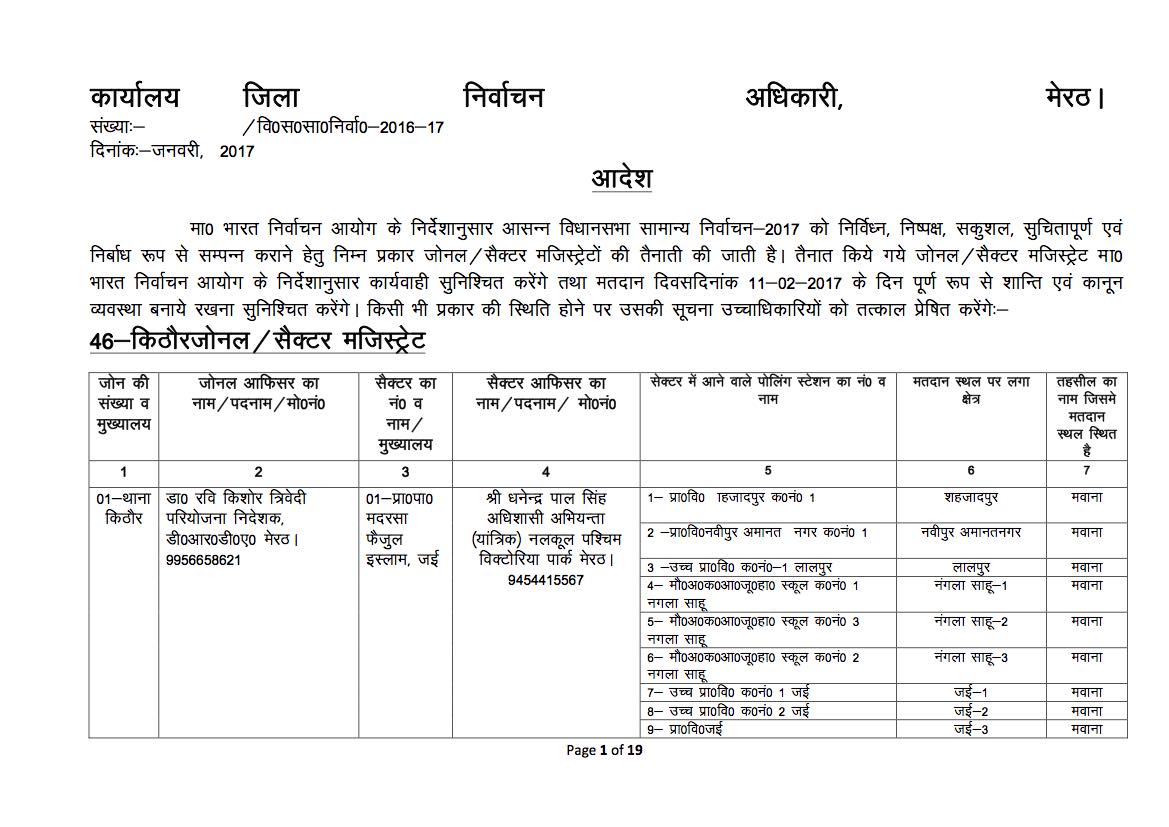 कार्यालय जिला निर्वाचन अधिकारी, मेरठ।
संख्याः– /वि0स0सा0निर्वा0–2016–17
दिनांकः–जनवरी, 2017
आदेश
मा0 भारत निर्वाचन आयोग के निर्देशानुसार आसन्न विधानसभा सामान्य निर्वाचन–2017 को निर्विध्न, निष्पक्ष, सकुशल, सुचितापूर्ण एवं
निर्बाध रूप से सम्पन्न कराने हेतु निम्न प्रकार जोनल/सैक्टर मजिस्ट्रेटों की तैनाती की जाती है। तैनात किये गये जोनल/सैक्टर मजिस्ट्रेट मा0
भारत निर्वाचन आयोग के निर्देशानुसार कार्यवाही सुनिश्चित करेंगे तथा मतदान दिवसदिनांक 11-02-2017 के दिन पूर्ण रूप से शान्ति एवं कानून
व्यवस्था बनाये रखना सुनिश्चित करेंगे। किसी भी प्रकार की स्थिति होने पर उसकी सूचना उच्चाधिकारियों को तत्काल प्रेषित करेंगेः–
46–किठौरजोनल/सैक्टर मजिस्ट्रेट
जोन की
संख्या व
मुख्यालय
जोनल आफिसर का
नाम/पदनाम/मो0नं0
सैक्टर का
नं0 व
नाम/
मुख्यालय
सैक्टर आफिसर का
नाम/पदनाम/ मो0नं0
सेक्टर में आने वाले पोलिंग स्टेशन का नं0 व
नाम
मतदान स्थल पर लगा
क्षेत्र
तहसील का
नाम जिसमे
मतदान
स्थल स्थित
है
1 2 3 4 5 6 7
01–थाना
किठौर
डा0 रवि किशोर त्रिवेदी
परियोजना निदेशक,
डी0आर0डी0ए0 मेरठ।
9956658621
01–प्रा0पा0
मदरसा
फैजुल
इस्लाम, जई
श्री धनेन्द्र पाल सिंह
अधिशासी अभियन्ता
(यांत्रिक) नलकूल पश्चिम
विक्टोरिया पार्क मेरठ।
9454415567
1– प्रा0वि0 ाहजादपुर क0नं0 1 शहजादपुर मवाना
2 –प्रा0वि0नवीपुर अमानत नगर क0नं0 1 नवीपुर अमानतनगर मवाना
3 –उच्च प्रा0वि0 क0नं0–1 लालपुर लालपुर मवाना
4– मौ0अ0क0आ0जू0हा0 स्कूल क0नं0 1 नंगला साहू–1 मवाना
नगला साहू
5– मौ0अ0क0आ0जू0हा0 स्कूल क0नं0 3 नंगला साहू–2 मवाना
नगला साहू
6– मौ0अ0क0आ0जू0हा0 स्कूल क0नं0 2 नंगला साहू–3 मवाना
नगला साहू
7– उच्च प्रा0वि0 क0नं0 1 जई जई–1 मवाना
8– उच्च प्रा0वि0 क0नं0 2 जई जई–2 मवाना
9– प्रा0वि0जई जई–3 मवाना
Page 1 of 19